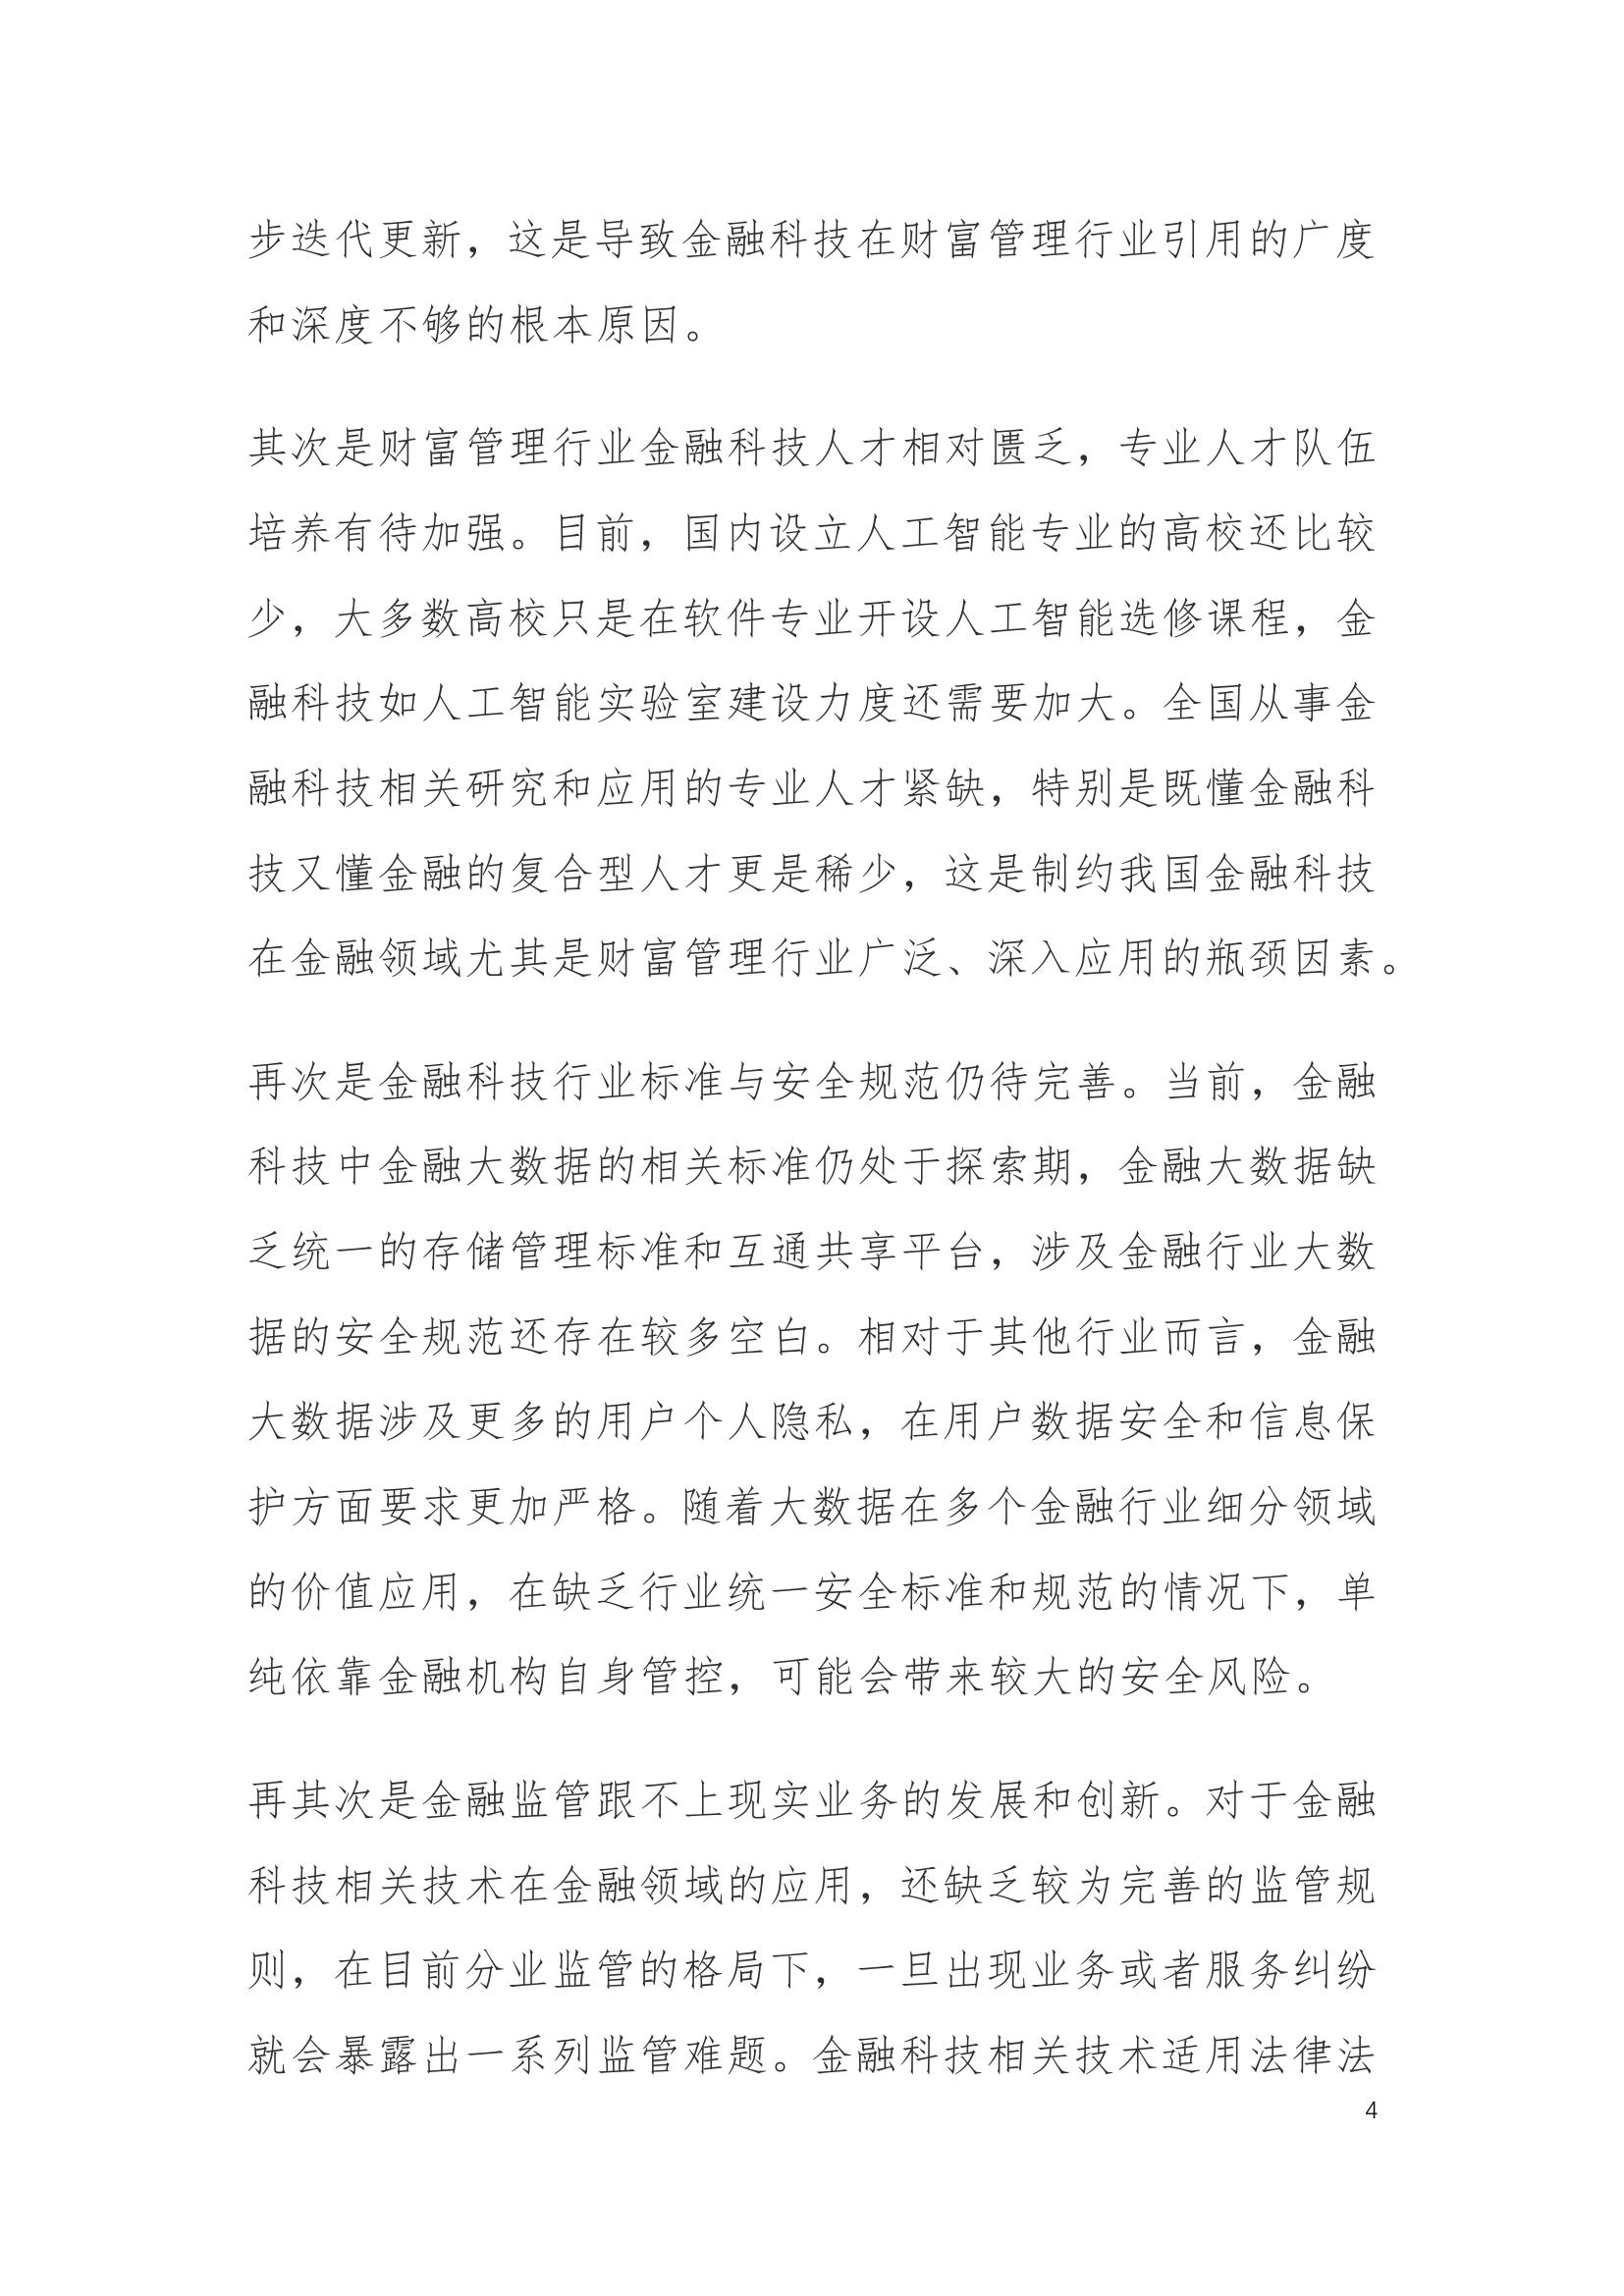 步迭代更新，这是导致金融科技在财富管理行业引用的广度
和深度不够的根本原因。
其次是财富管理行业金融科技人才相对匮乏，专业人才队伍
培养有待加强。目前，国内设立人工智能专业的高校还比较
少，大多数高校只是在软件专业开设人工智能选修课程，金
融科技如人工智能实验室建设力度还需要加大。全国从事金
融科技相关研究和应用的专业人才紧缺，特别是既懂金融科
技又懂金融的复合型人才更是稀少，这是制约我国金融科技
在金融领域尤其是财富管理行业广泛、深入应用的瓶颈因素。
再次是金融科技行业标准与安全规范仍待完善。当前，金融
科技中金融大数据的相关标准仍处于探索期，金融大数据缺
乏统一的存储管理标准和互通共享平台，涉及金融行业大数
据的安全规范还存在较多空白。相对于其他行业而言，金融
大数据涉及更多的用户个人隐私，在用户数据安全和信息保
护方面要求更加严格。随着大数据在多个金融行业细分领域
的价值应用，在缺乏行业统一安全标准和规范的情况下，单
纯依靠金融机构自身管控，可能会带来较大的安全风险。
再其次是金融监管跟不上现实业务的发展和创新。对于金融
科技相关技术在金融领域的应用，还缺乏较为完善的监管规
则，在目前分业监管的格局下，一旦出现业务或者服务纠纷
就会暴露出一系列监管难题。金融科技相关技术适用法律法
4